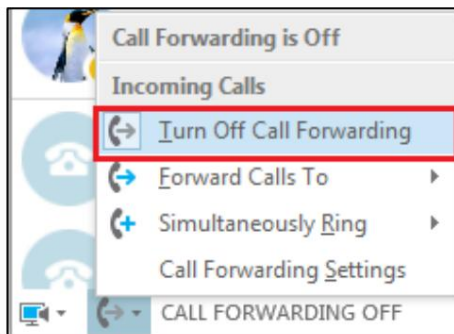 Call Forwarding is Off
Incoming Calls
Turn Off Call Forwarding
Forward Calls To
Simultaneously Ring
Call Forwarding Settings
CALL FORWARDING OFF